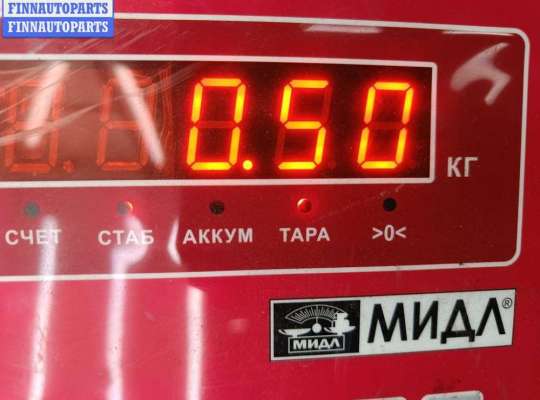 FINNAUTOPARTS
FINNAUTOPARTS
0.50
КГ
СЧЕТ СТАБ АККУМ ТАРА >0<
МИДЛ МИДЛ®